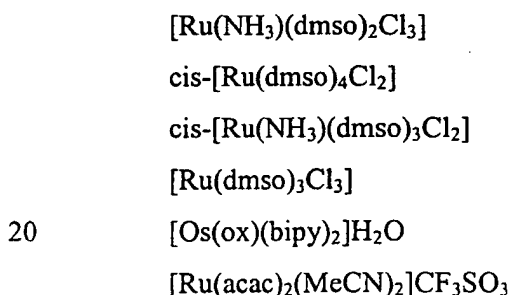 [Ru(NH₃)(dmso)₂Cl₃]
cis-[Ru(dmso)₄Cl₂]
cis-[Ru(NH₃)(dmso)₃Cl₂]
[Ru(dmso)₃Cl₃]
20 [Os(ox)(bipy)₂]H₂O
[Ru(acac)₂(MeCN)₂]CF₃SO₃